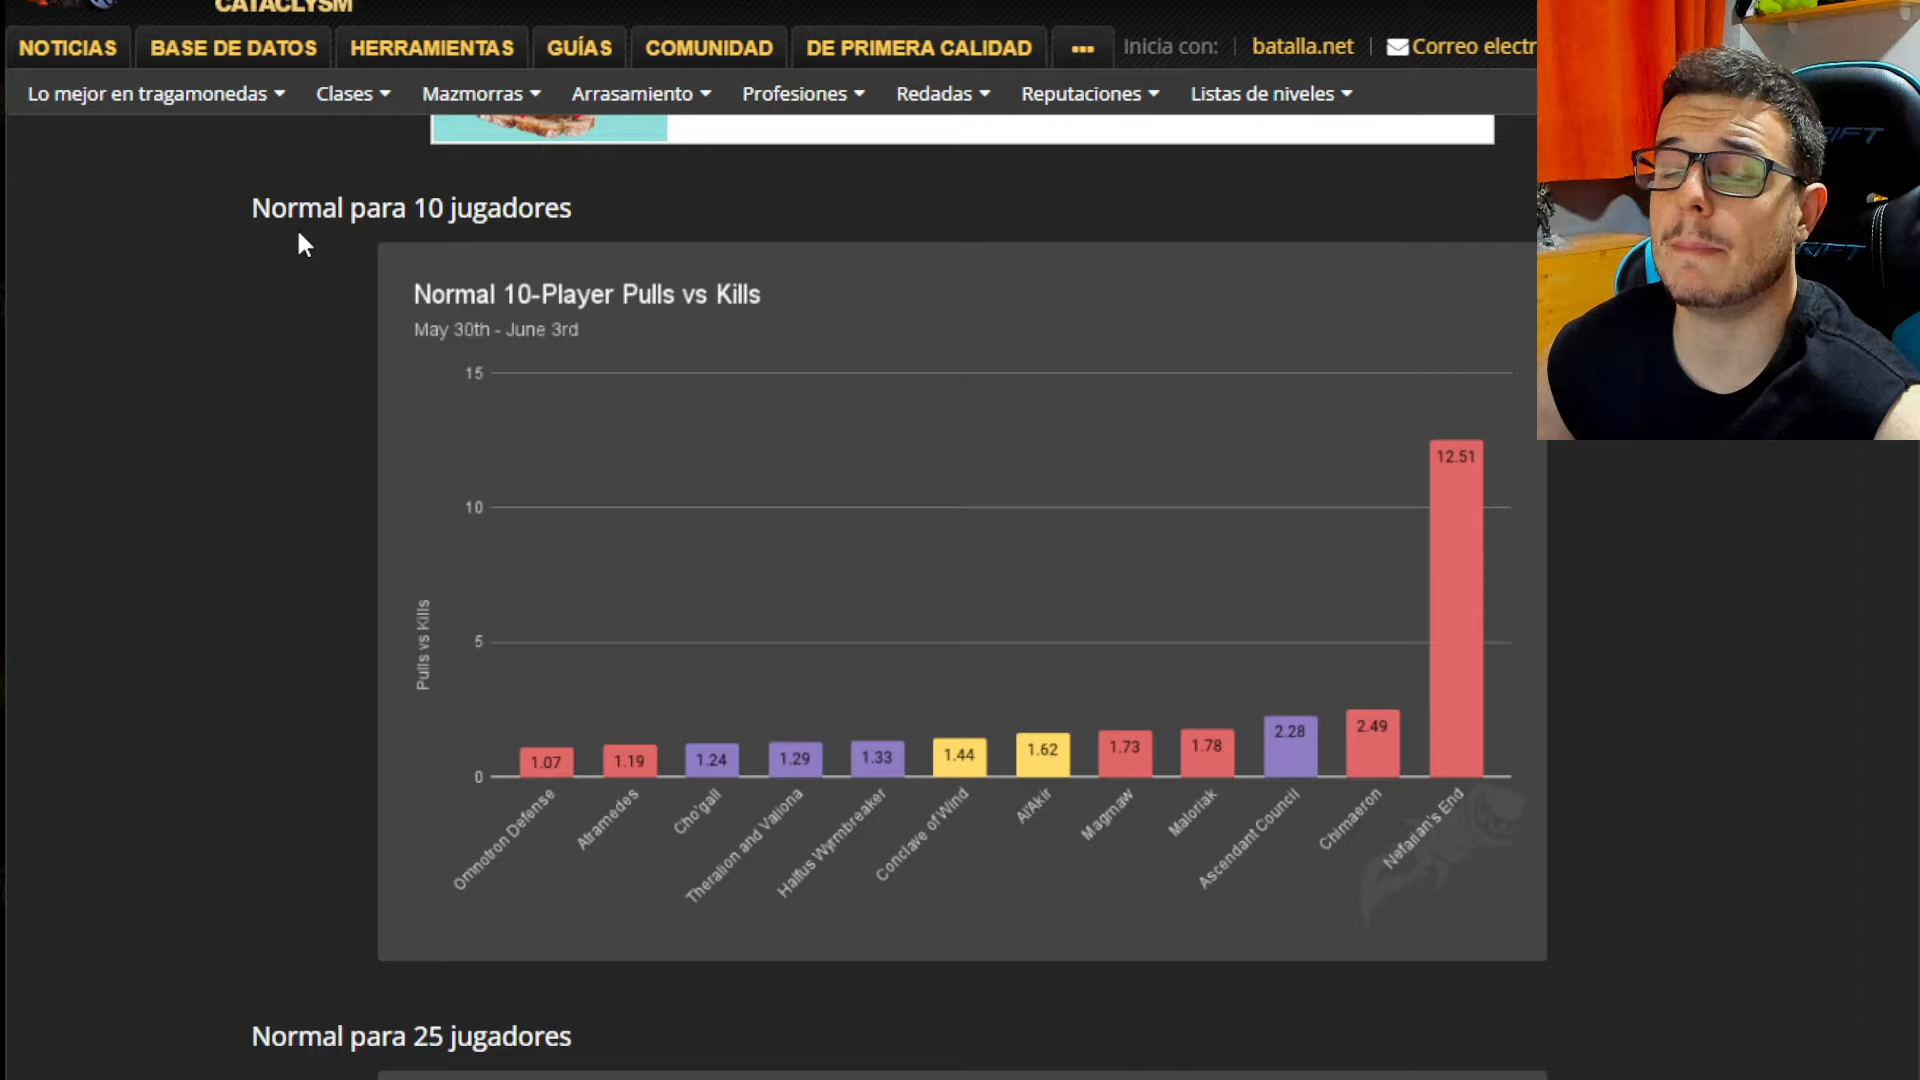 CATACLYSM
NOTICIAS BASE DE DATOS HERRAMIENTAS GUÍAS COMUNIDAD DE PRIMERA CALIDAD ••• Inicia con: | batalla.net | Correo electr
Lo mejor en tragamonedas Clases Mazmorras Arrasamiento Profesiones Redadas Reputaciones Listas de niveles
Normal para 10 jugadores
Normal 10-Player Pulls vs Kills
May 30th - June 3rd
15
10
5
0
Pulls vs Kills
1.07 1.19 1.24 1.29 1.33 1.44 1.62 1.73 1.78 2.28 2.49 12.51
Omnotron Defense
Atramedes
Cho'gall
Theralion and Valiona
Halfus Wyrmbreaker
Conclave of Wind
Al'Akir
Magmaw
Maloriak
Ascendant Council
Chimaeron
Nefarian's End
Normal para 25 jugadores